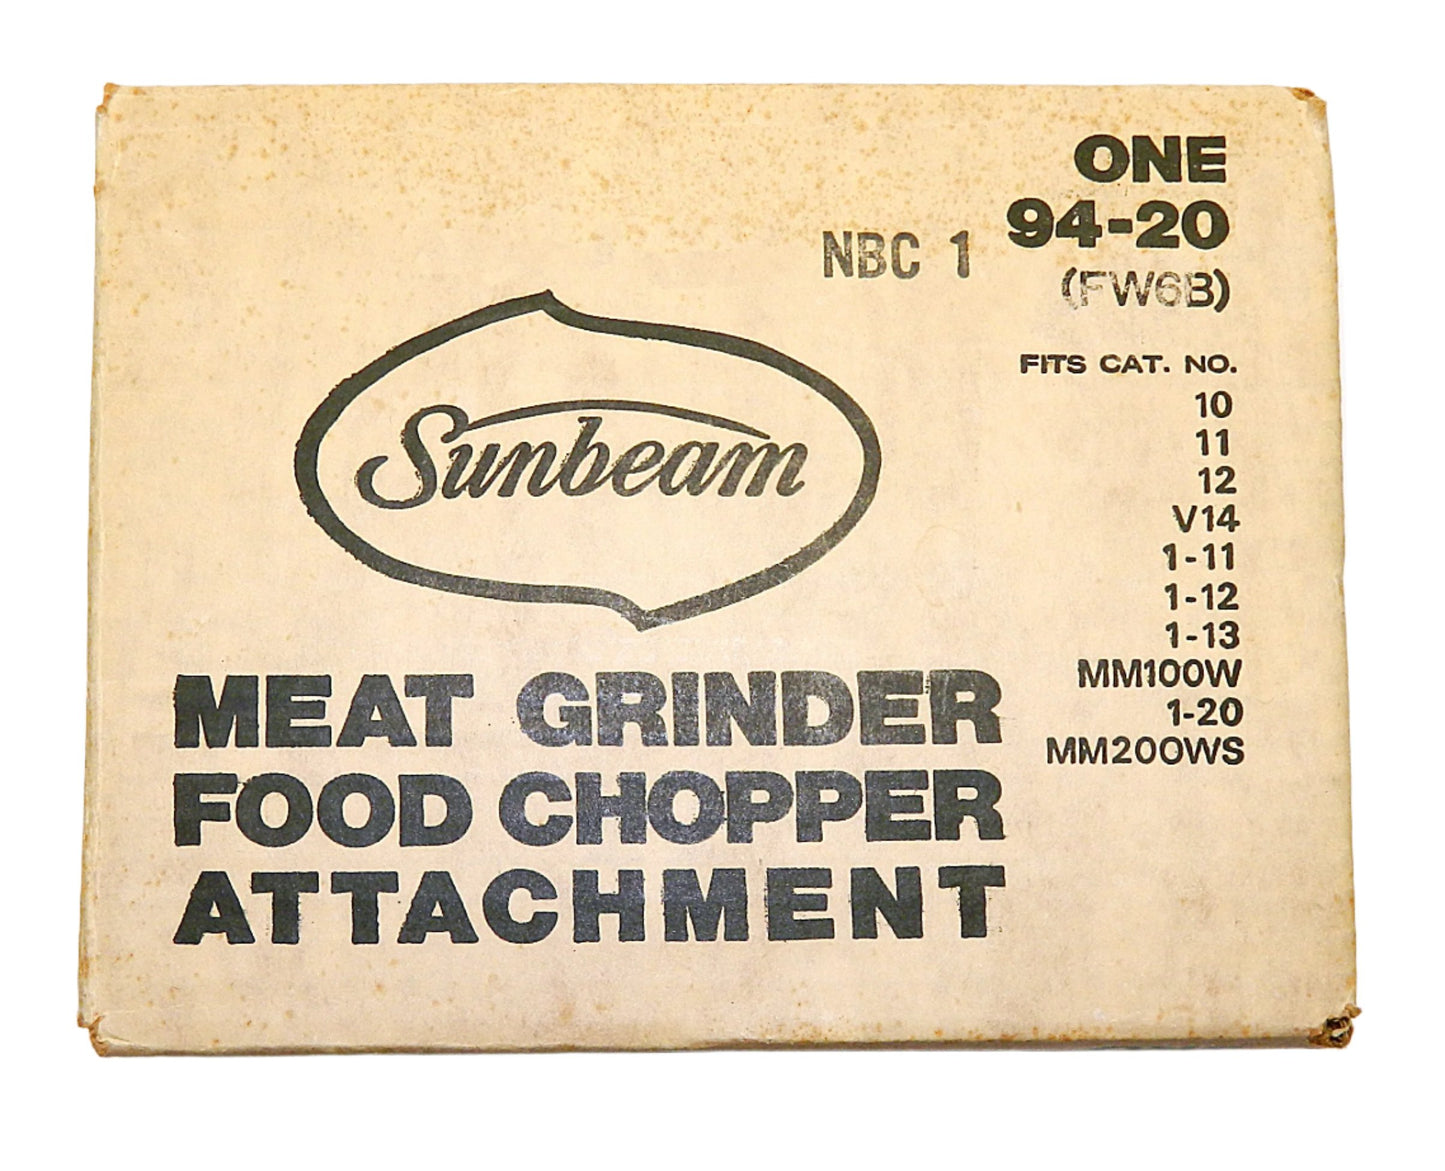 ONE
94-20
NBC 1
(FW6B)
FITS CAT. NO.
10
11
12
V14
1-11
1-12
1-13
MM100W
1-20
MM200WS
Sunbeam
MEAT GRINDER
FOOD CHOPPER
ATTACHMENT